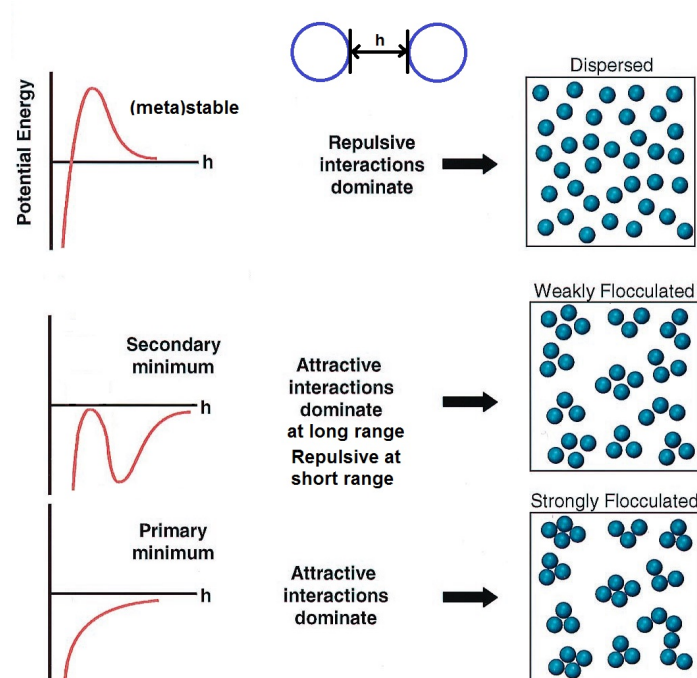 h
Dispersed
Potential Energy
(meta)stable
h
Repulsive
interactions
dominate
Weakly Flocculated
Secondary
minimum
h
Attractive
interactions
dominate
at long range
Repulsive at
short range
Strongly Flocculated
Primary
minimum
h
Attractive
interactions
dominate